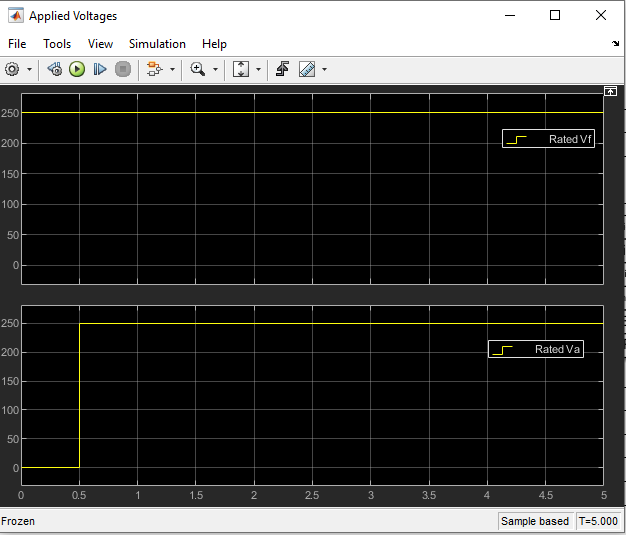 Applied Voltages
File Tools View Simulation Help
250
200
150
100
50
0
Rated Vf
250
200
150
100
50
0
Rated Va
0 0.5 1 1.5 2 2.5 3 3.5 4 4.5 5
Frozen Sample based T=5.000